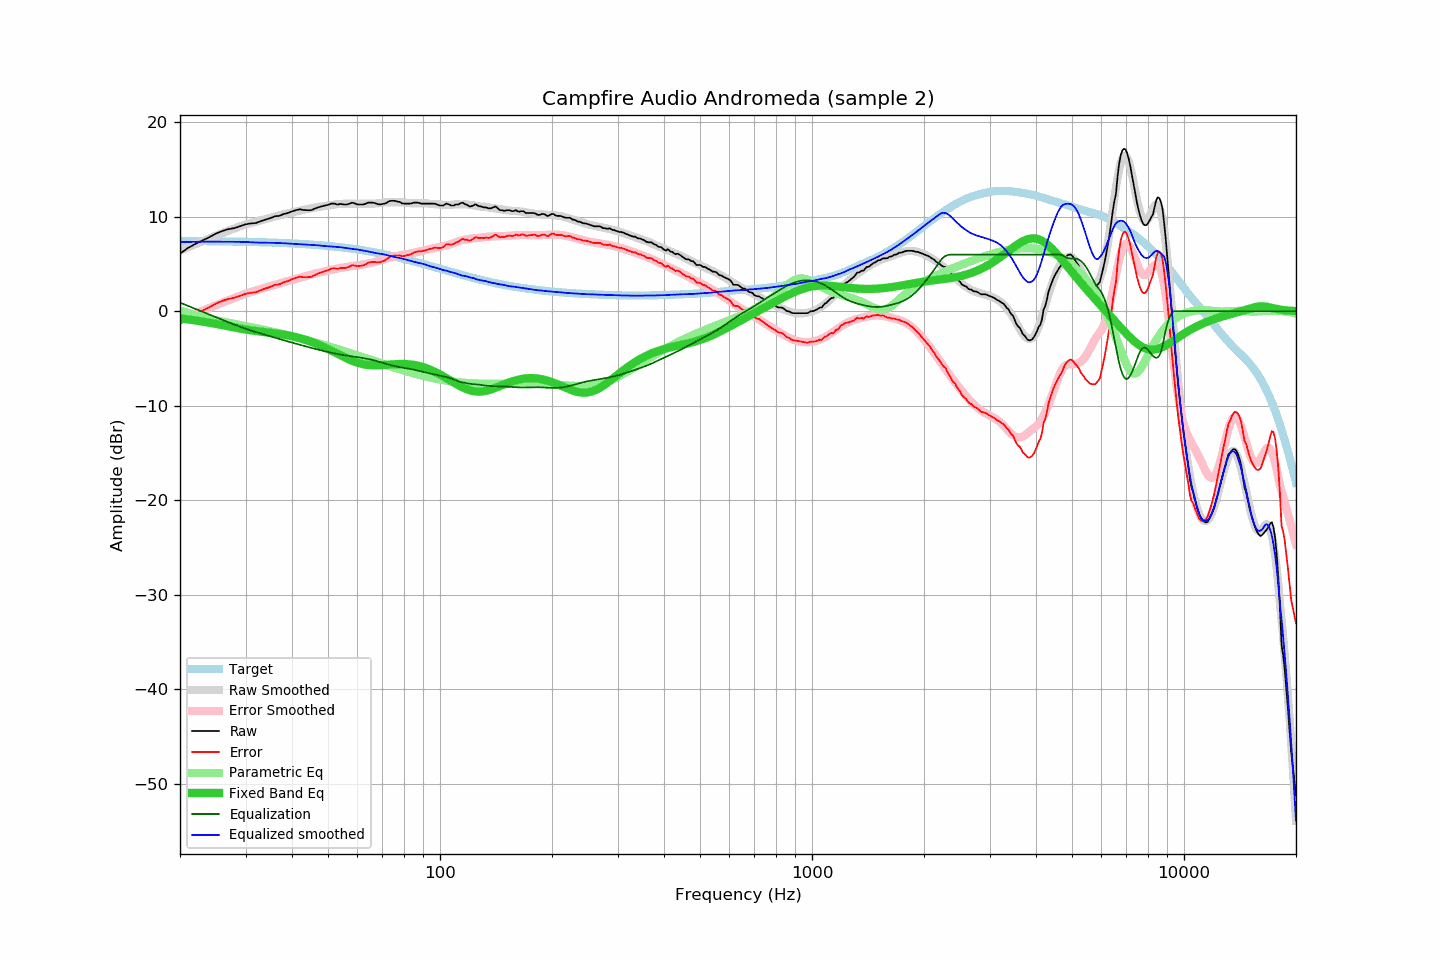 Campfire Audio Andromeda (sample 2)
20
10
0
−10
−20
−30
−40
−50
Amplitude (dBr)
Target
Raw Smoothed
Error Smoothed
Raw
Error
Parametric Eq
Fixed Band Eq
Equalization
Equalized smoothed
100
1000
10000
Frequency (Hz)